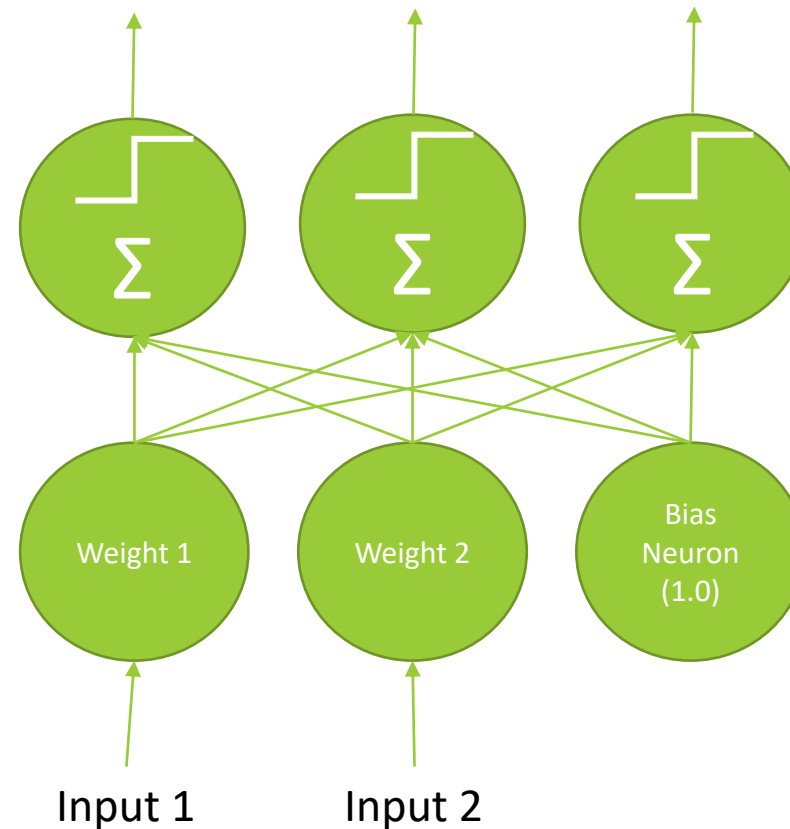 Σ Σ Σ
Weight 1 Weight 2 Bias
Neuron
(1.0)
Input 1 Input 2